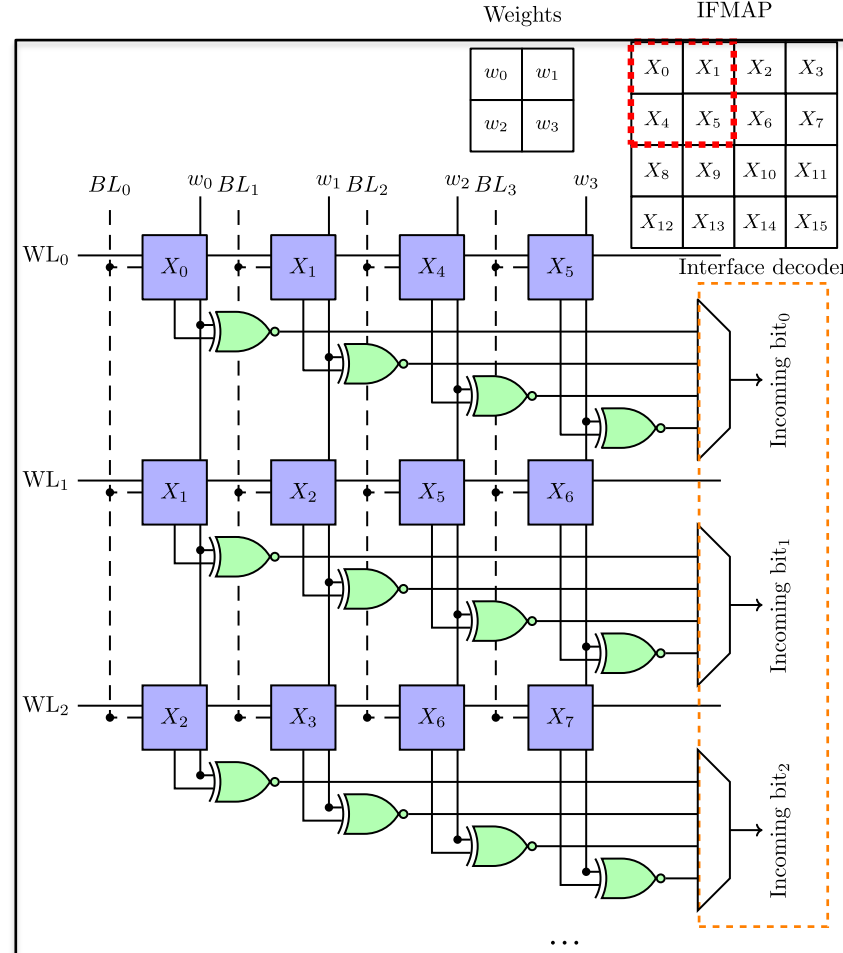 Weights IFMAP
w₀ w₁
w₂ w₃
X₀ X₁ X₂ X₃
X₄ X₅ X₆ X₇
X₈ X₉ X₁₀ X₁₁
X₁₂ X₁₃ X₁₄ X₁₅
BL₀ w₀ BL₁ w₁ BL₂ w₂ BL₃ w₃
WL₀ X₀ X₁ X₄ X₅
Interface decoder
Incoming bit₀
WL₁ X₁ X₂ X₅ X₆
Incoming bit₁
WL₂ X₂ X₃ X₆ X₇
Incoming bit₂
...